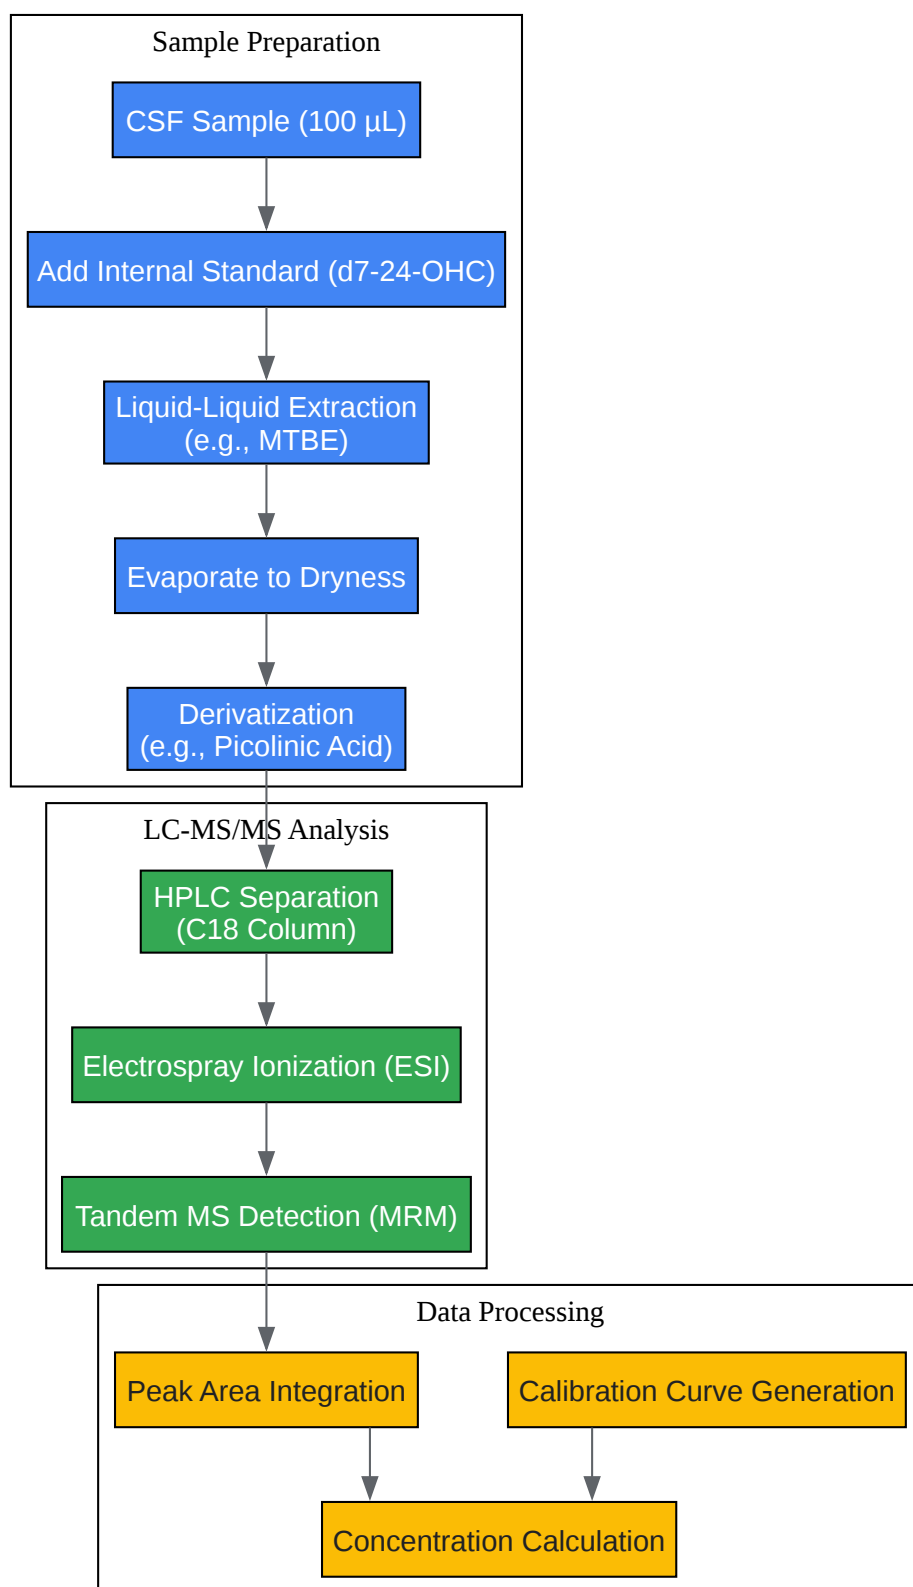 Sample Preparation
CSF Sample (100 µL)
Add Internal Standard (d7-24-OHC)
Liquid-Liquid Extraction
(e.g., MTBE)
Evaporate to Dryness
Derivatization
(e.g., Picolinic Acid)
LC-MS/MS Analysis
HPLC Separation
(C18 Column)
Electrospray Ionization (ESI)
Tandem MS Detection (MRM)
Data Processing
Peak Area Integration
Calibration Curve Generation
Concentration Calculation